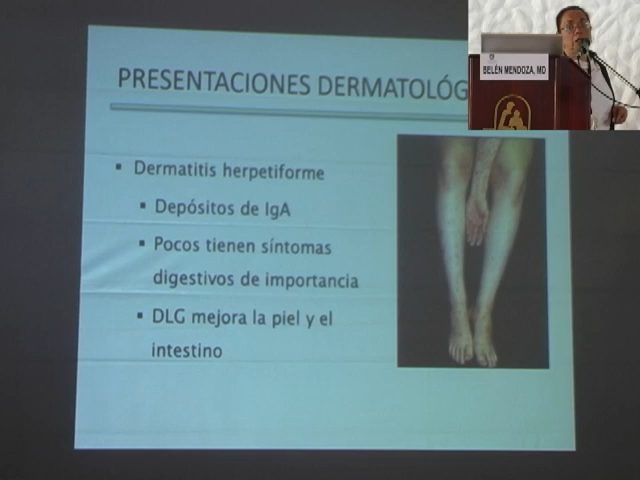 PRESENTACIONES DERMATOLÓG
BELÉN MENDOZA, MD
▪ Dermatitis herpetiforme
▪ Depósitos de IgA
▪ Pocos tienen síntomas
digestivos de importancia
▪ DLG mejora la piel y el
intestino